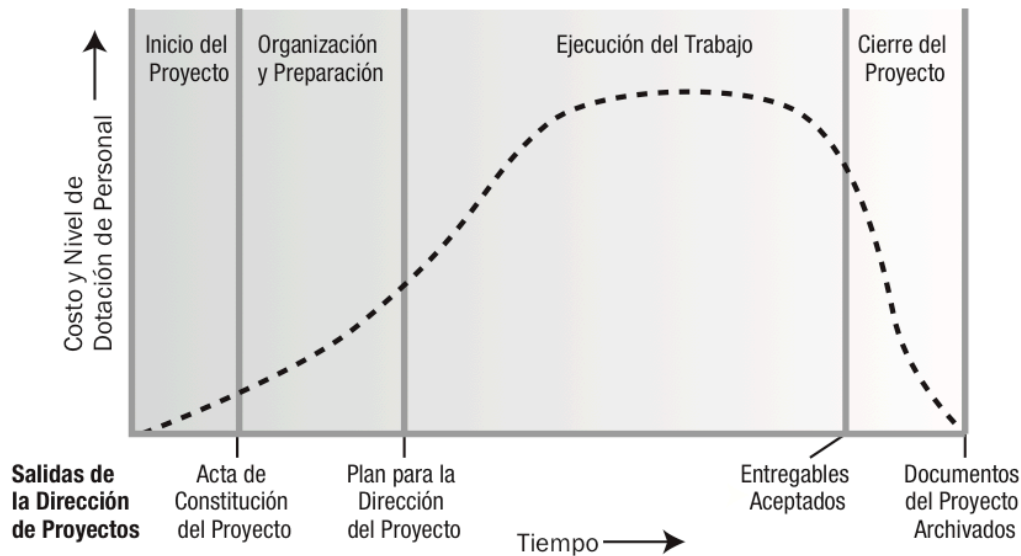 Inicio del
Proyecto
Organización
y Preparación
Ejecución del Trabajo
Cierre del
Proyecto
Costo y Nivel de
Dotación de Personal
Salidas de
la Dirección
de Proyectos
Acta de
Constitución
del Proyecto
Plan para la
Dirección
del Proyecto
Entregables
Aceptados
Documentos
del Proyecto
Archivados
Tiempo